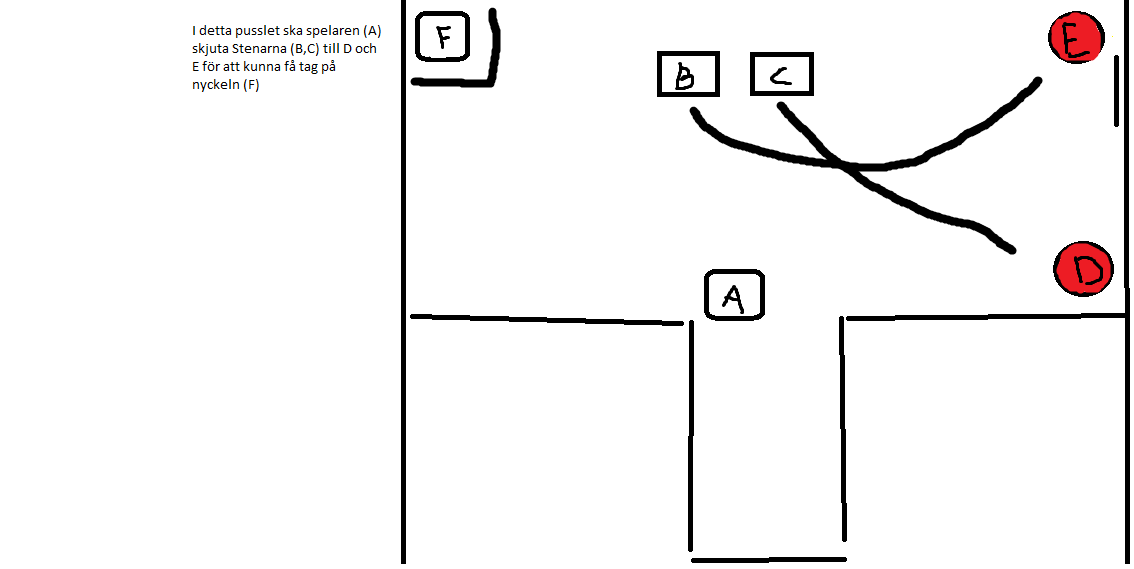 I detta pusslet ska spelaren (A)
skjuta Stenarna (B,C) till D och
E för att kunna få tag på
nyckeln (F)
F
E
B
C
D
A